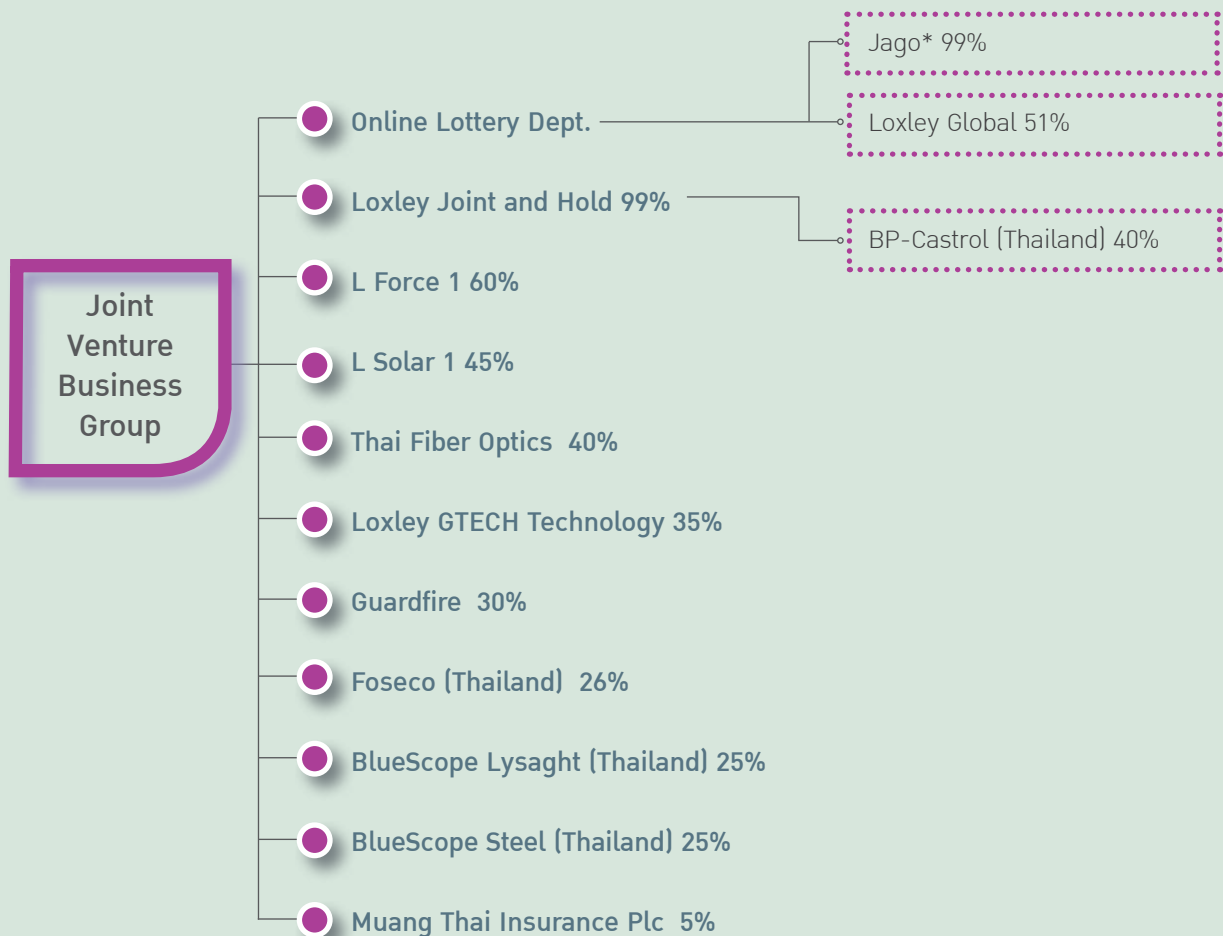 Jago* 99%
Online Lottery Dept.
Loxley Global 51%
Loxley Joint and Hold 99%
BP-Castrol (Thailand) 40%
L Force 1 60%
Joint
Venture
Business
Group
L Solar 1 45%
Thai Fiber Optics 40%
Loxley GTECH Technology 35%
Guardfire 30%
Foseco (Thailand) 26%
BlueScope Lysaght (Thailand) 25%
BlueScope Steel (Thailand) 25%
Muang Thai Insurance Plc 5%